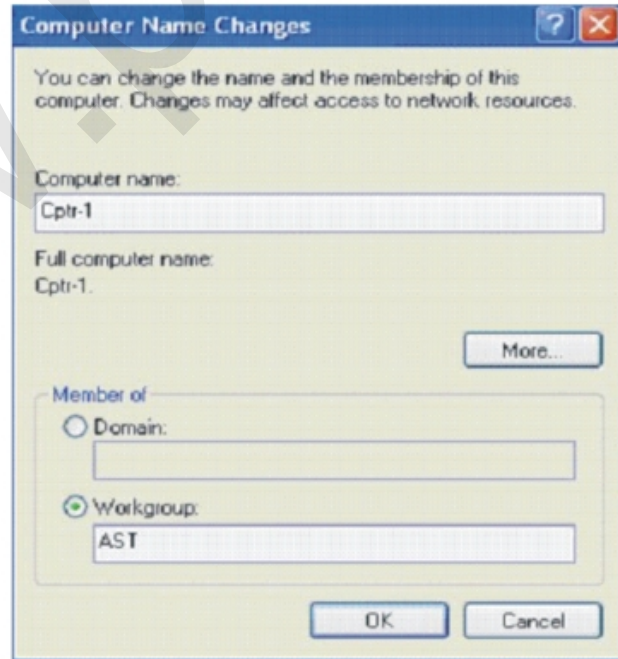 Computer Name Changes
You can change the name and the membership of this
computer. Changes may affect access to network resources.
Computer name:
Cptr-1
Full computer name:
Cptr-1.
More...
Member of
Domain:
Workgroup:
AST
OK
Cancel